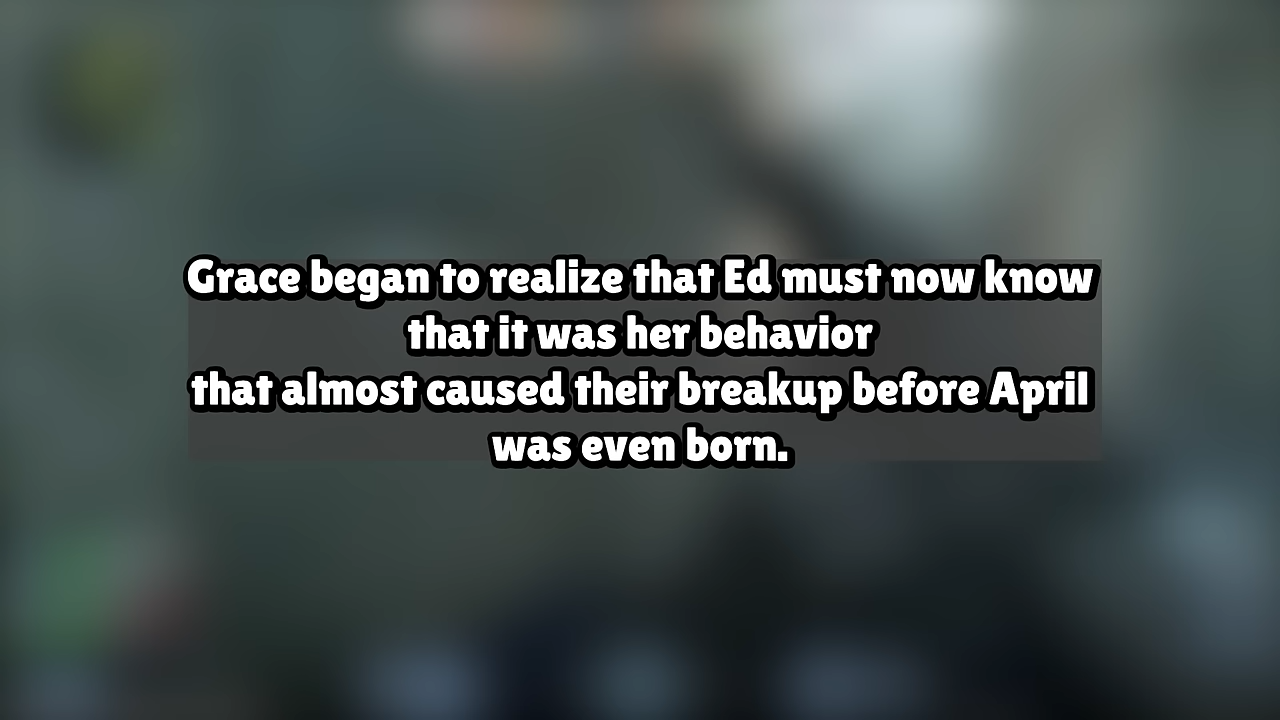 Grace began to realize that Ed must now know
that it was her behavior
that almost caused their breakup before April
was even born.